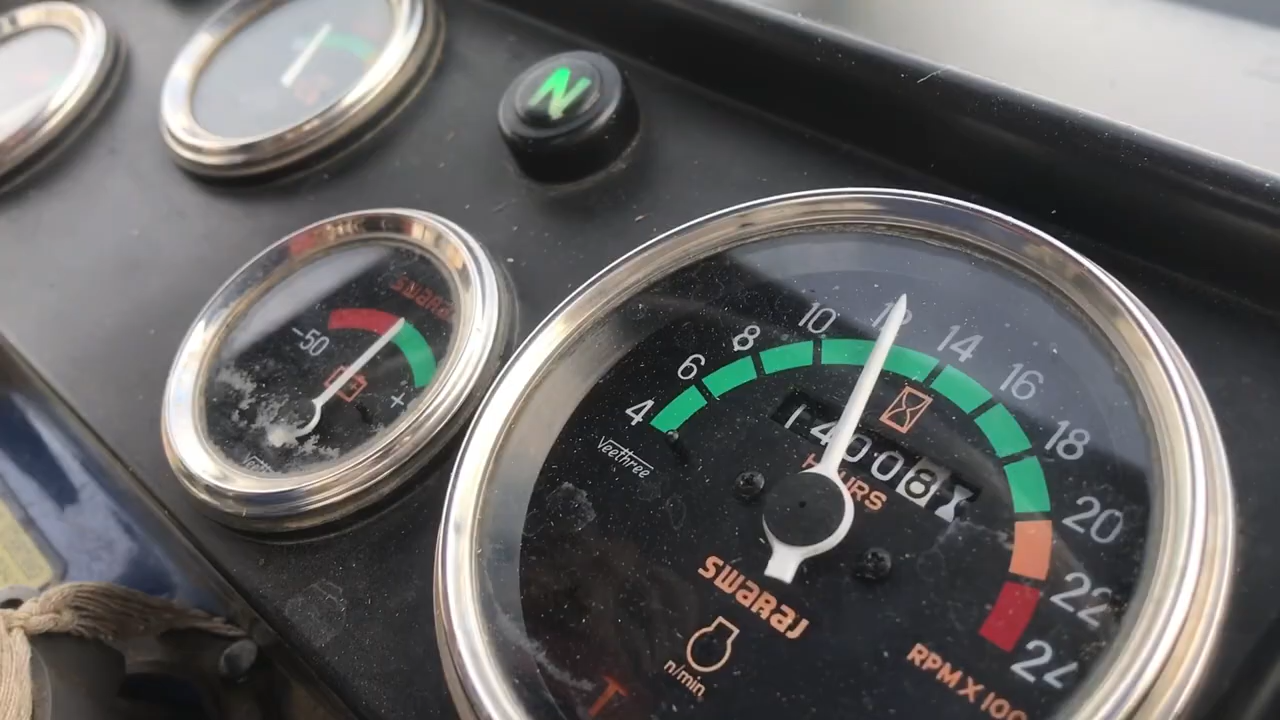 N
SWARAJ
-50
+
10
12
14
8
16
6
4
18
Veethree
14008
HOURS
20
SWARAJ
22
n/min.
RPM X 100
24